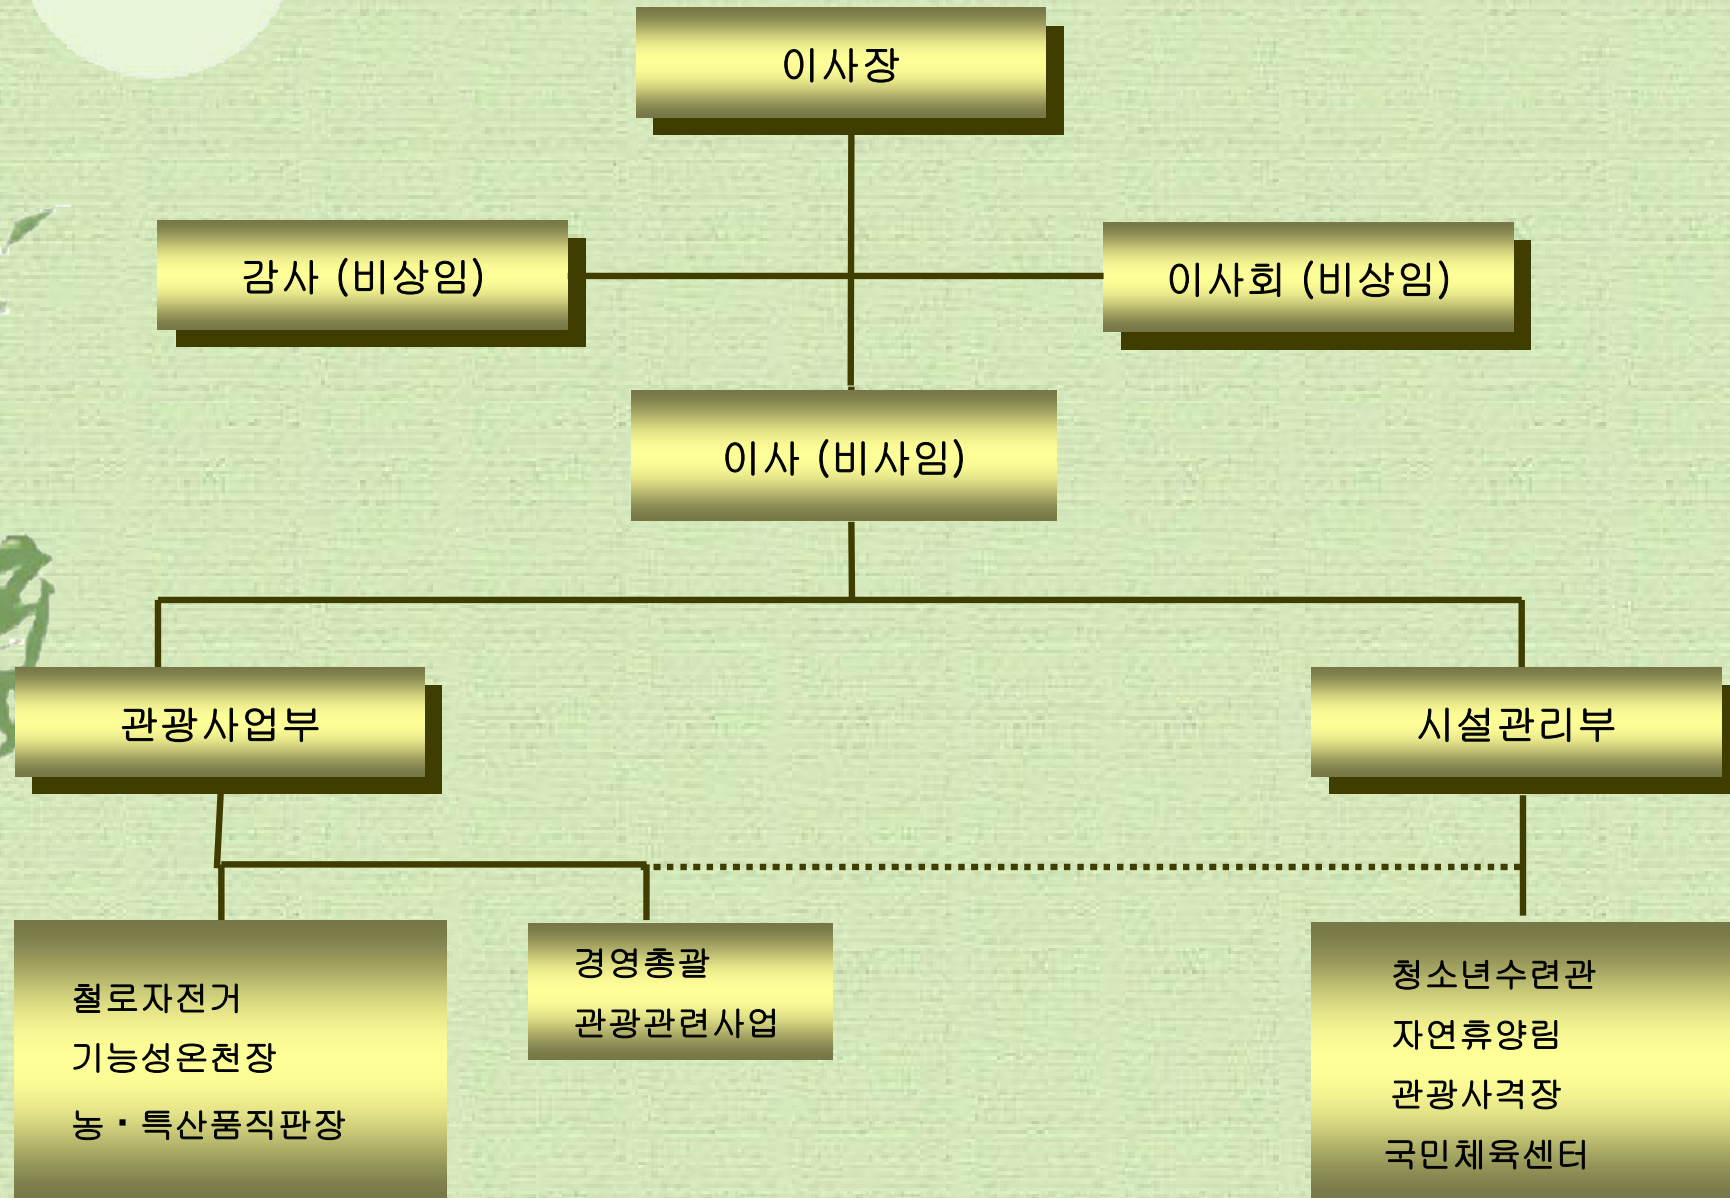 이사장
감사 (비상임)
이사회 (비상임)
이사 (비사임)
관광사업부
시설관리부
철로자전거
기능성온천장
농·특산품직판장
경영총괄
관광관련사업
청소년수련관
자연휴양림
관광사격장
국민체육센터